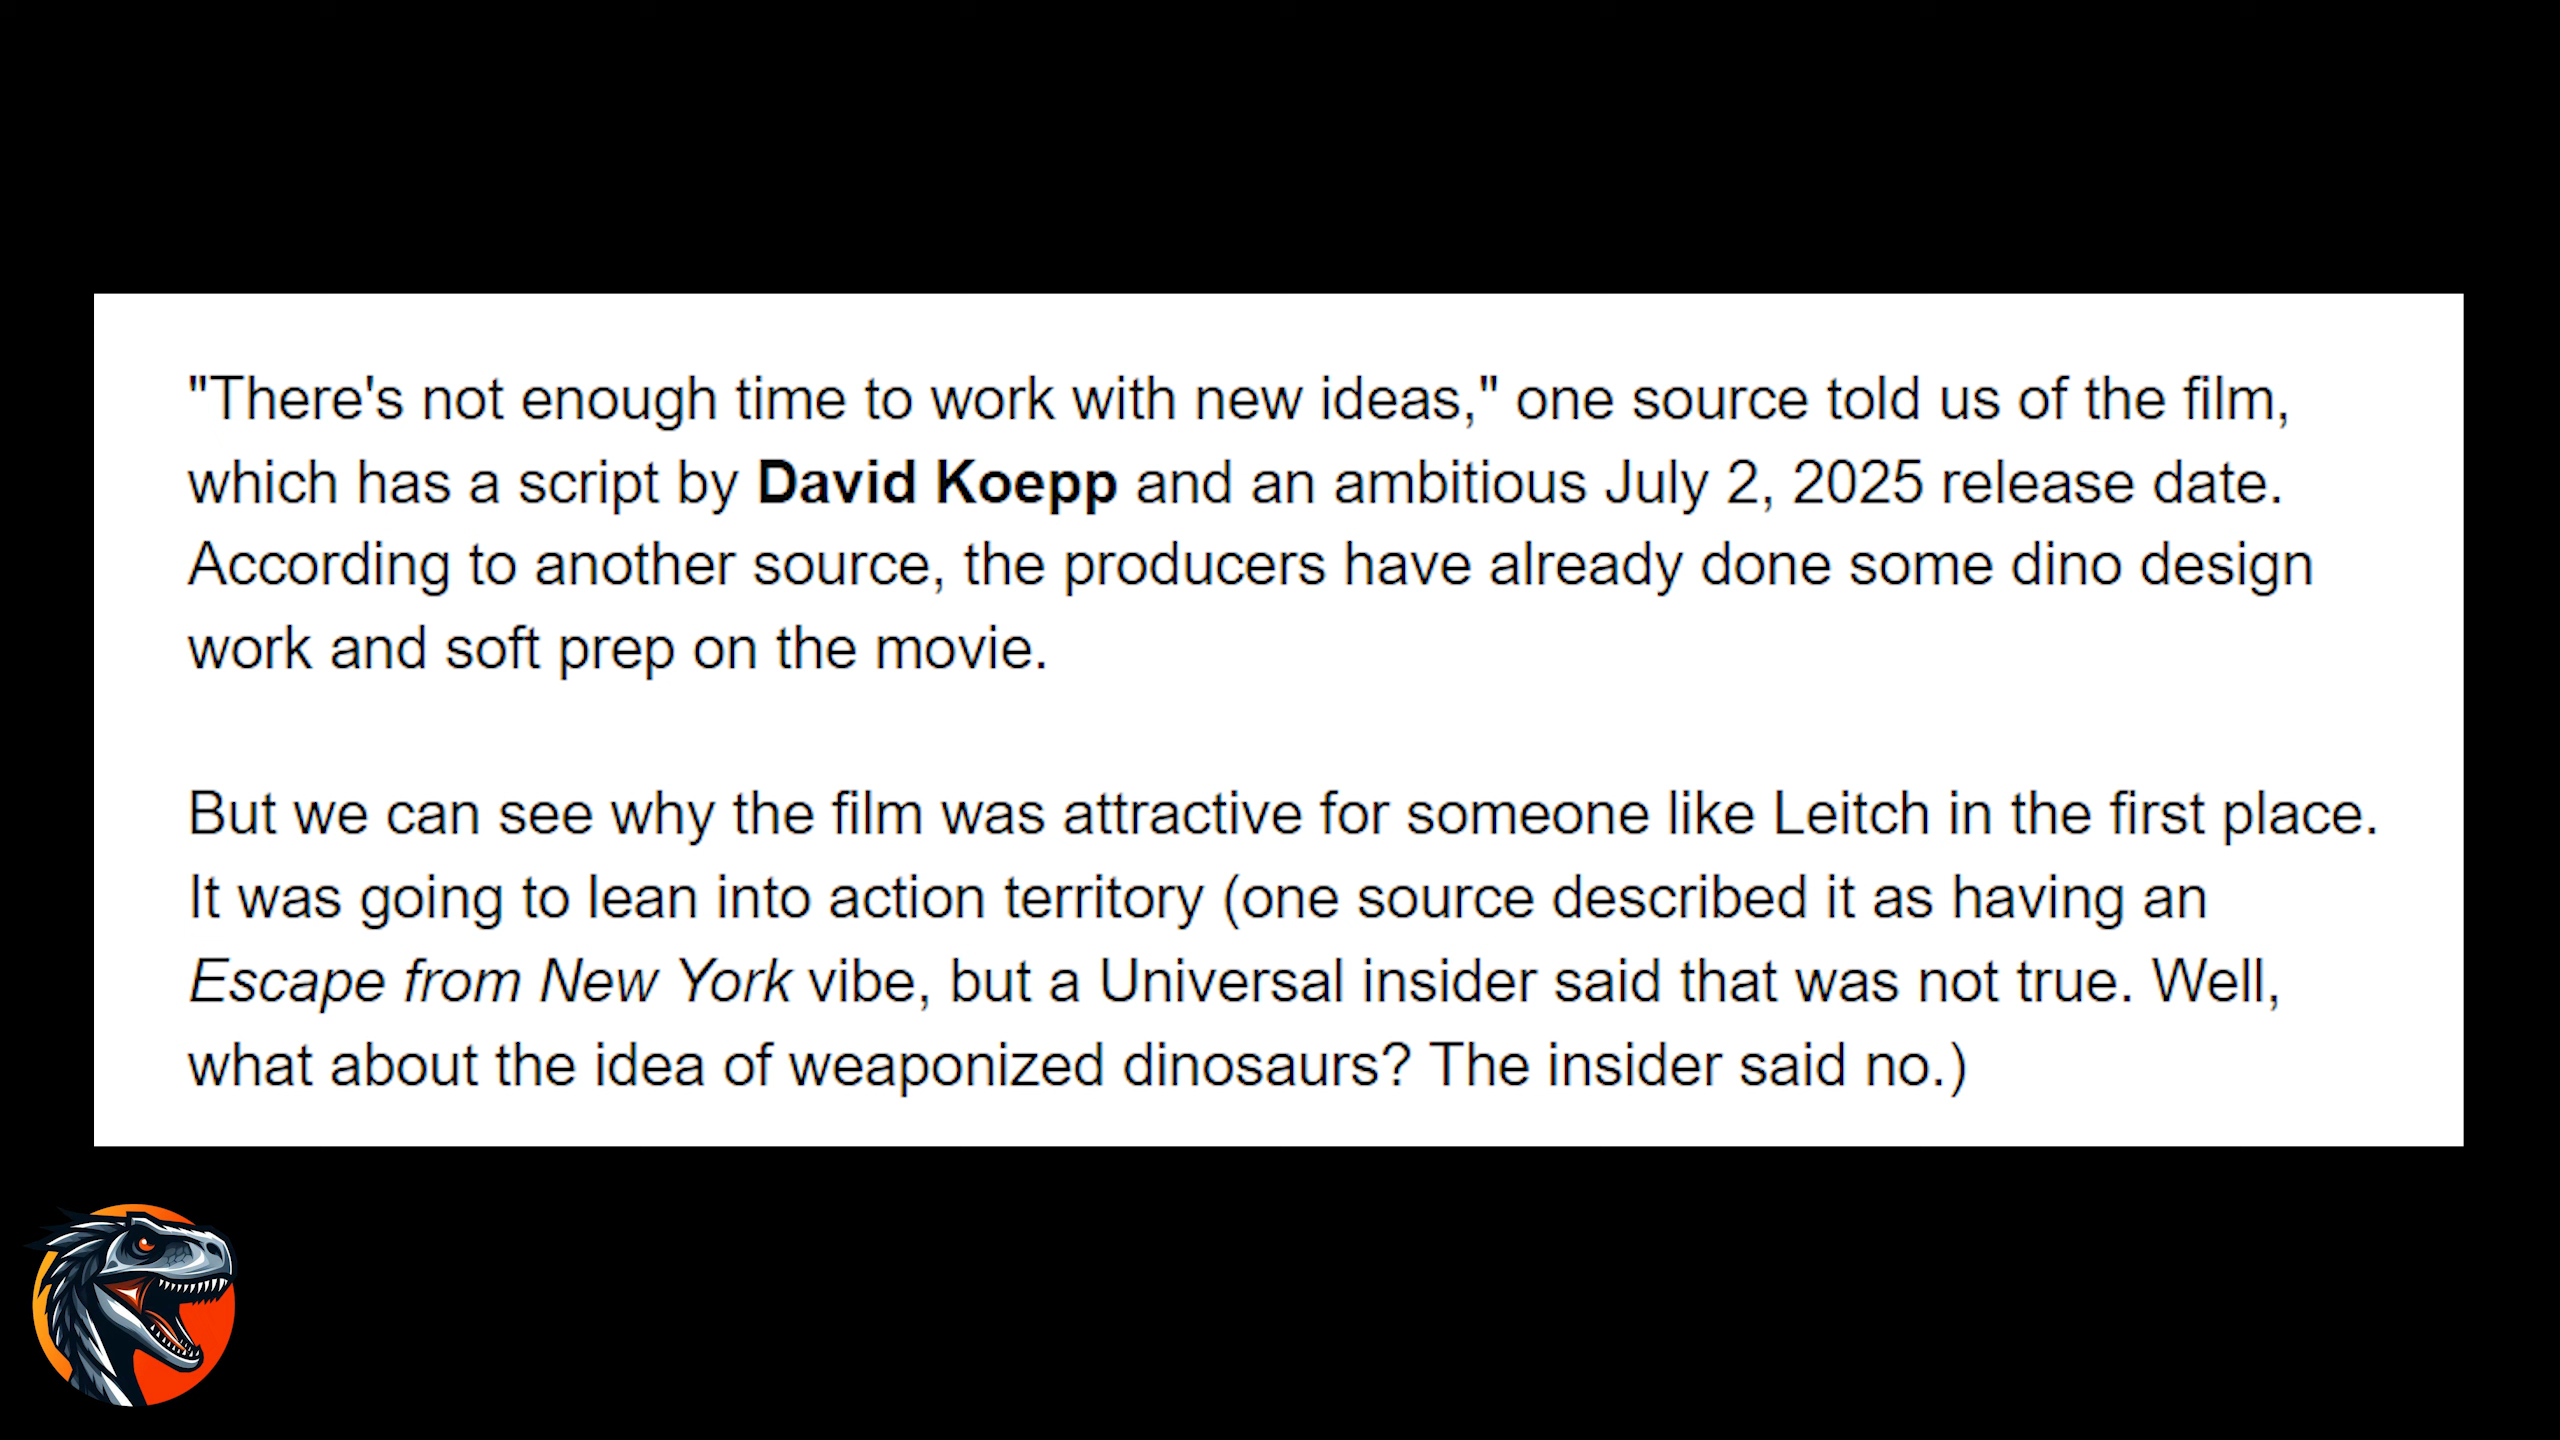 "There's not enough time to work with new ideas," one source told us of the film,
which has a script by David Koepp and an ambitious July 2, 2025 release date.
According to another source, the producers have already done some dino design
work and soft prep on the movie.
But we can see why the film was attractive for someone like Leitch in the first place.
It was going to lean into action territory (one source described it as having an
Escape from New York vibe, but a Universal insider said that was not true. Well,
what about the idea of weaponized dinosaurs? The insider said no.)